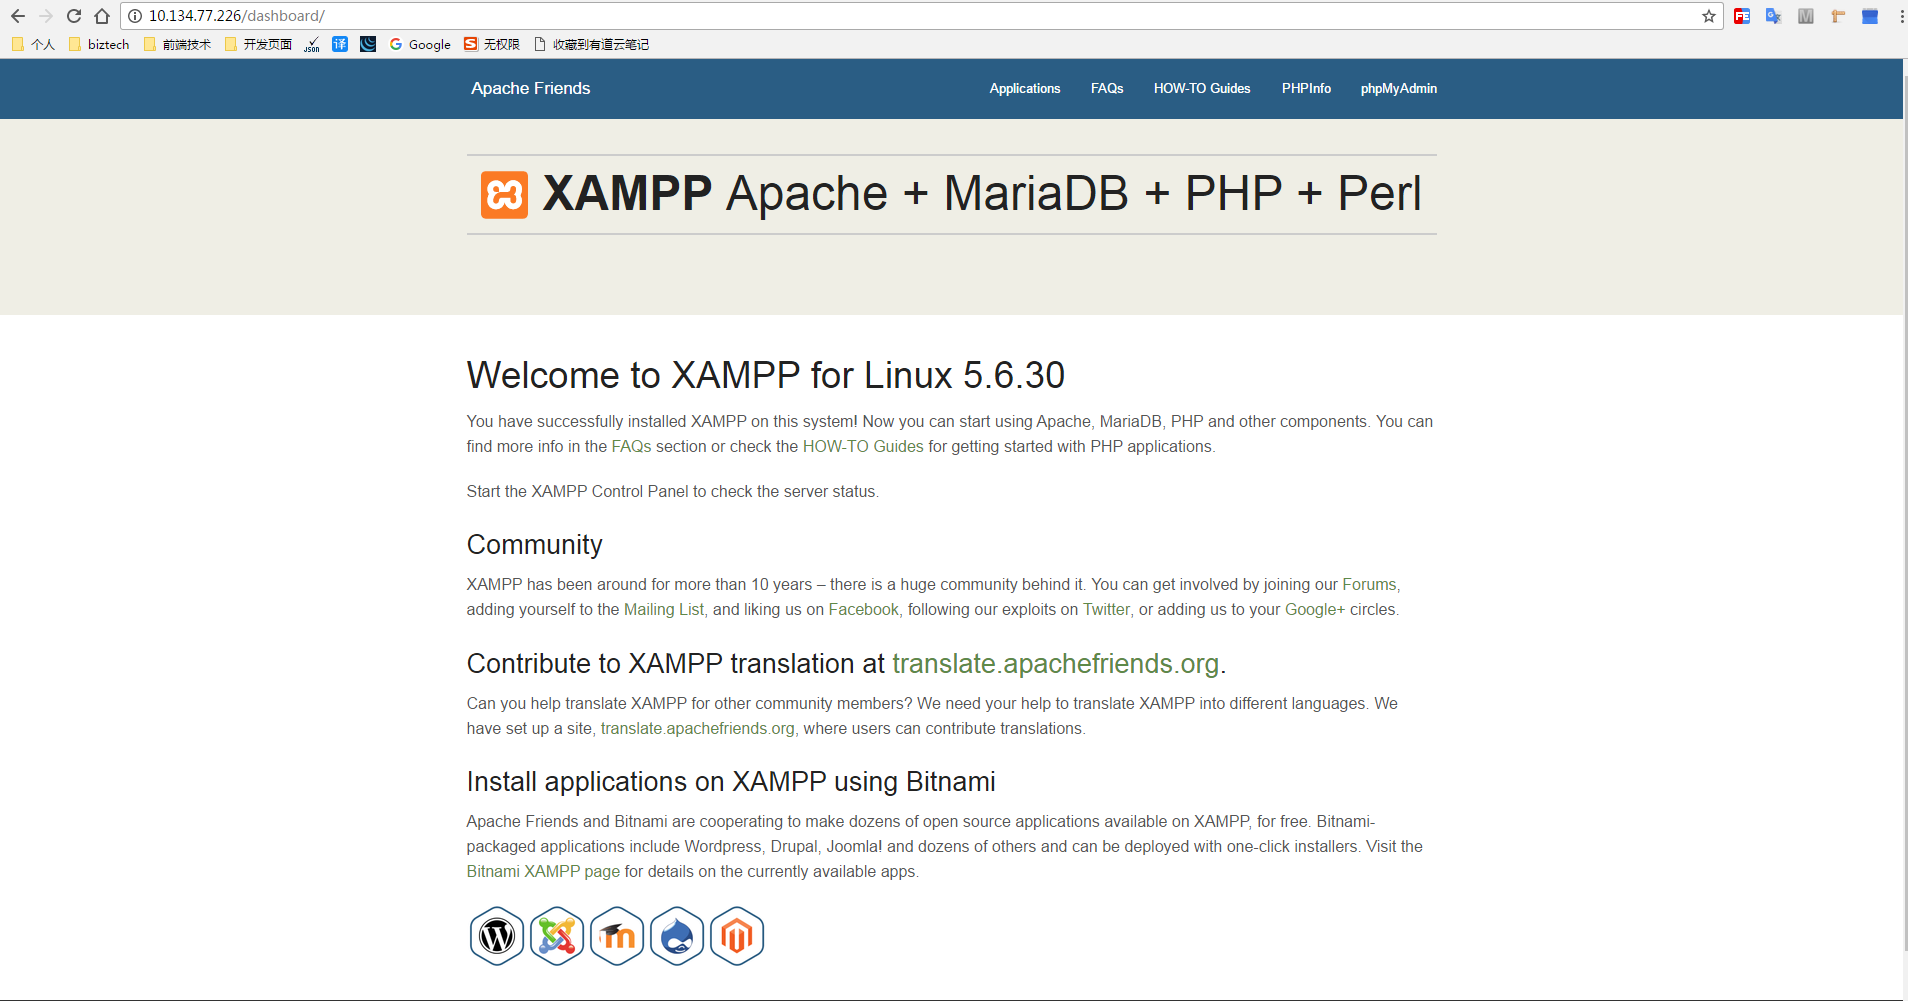 10.134.77.226/dashboard/
个人 biztech 前端技术 开发页面 JSON 译 Google 无权限 收藏到有道云笔记
Apache Friends Applications FAQs HOW-TO Guides PHPInfo phpMyAdmin
XAMPP Apache + MariaDB + PHP + Perl
Welcome to XAMPP for Linux 5.6.30
You have successfully installed XAMPP on this system! Now you can start using Apache, MariaDB, PHP and other components. You can
find more info in the FAQs section or check the HOW-TO Guides for getting started with PHP applications.
Start the XAMPP Control Panel to check the server status.
Community
XAMPP has been around for more than 10 years – there is a huge community behind it. You can get involved by joining our Forums,
adding yourself to the Mailing List, and liking us on Facebook, following our exploits on Twitter, or adding us to your Google+ circles.
Contribute to XAMPP translation at translate.apachefriends.org.
Can you help translate XAMPP for other community members? We need your help to translate XAMPP into different languages. We
have set up a site, translate.apachefriends.org, where users can contribute translations.
Install applications on XAMPP using Bitnami
Apache Friends and Bitnami are cooperating to make dozens of open source applications available on XAMPP, for free. Bitnami-
packaged applications include Wordpress, Drupal, Joomla! and dozens of others and can be deployed with one-click installers. Visit the
Bitnami XAMPP page for details on the currently available apps.